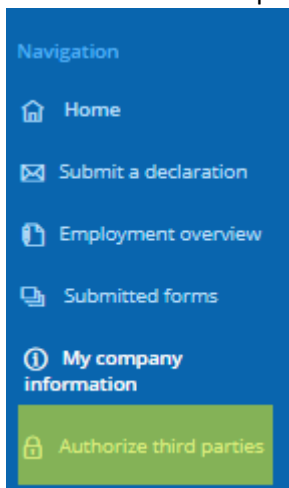 Navigation
Home
Submit a declaration
Employment overview
Submitted forms
My company
information
Authorize third parties